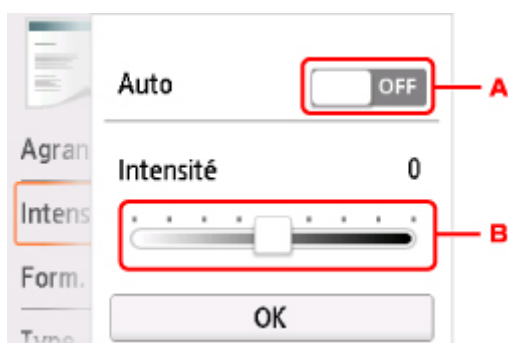 Auto OFF A
Agran
Intensité 0
Intens
B
Form.
OK